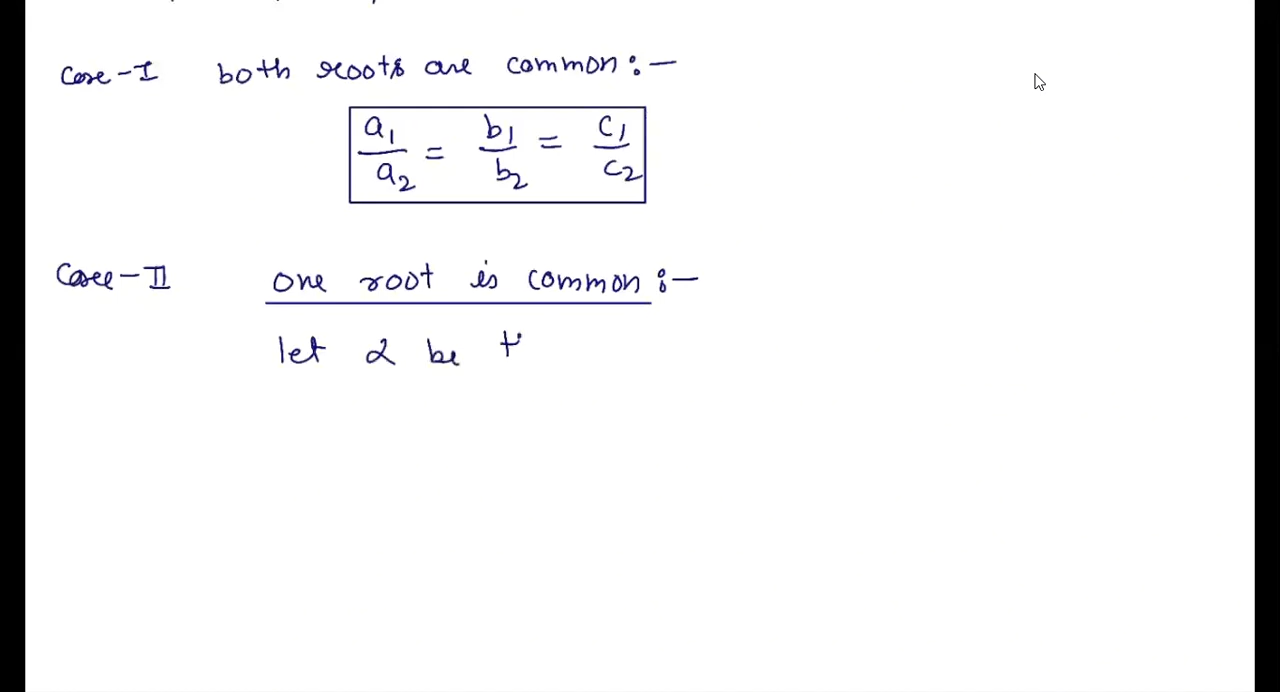 Case-I both roots are common:-
a₁/a₂ = b₁/b₂ = c₁/c₂
Case-II one root is common:-
let α be t